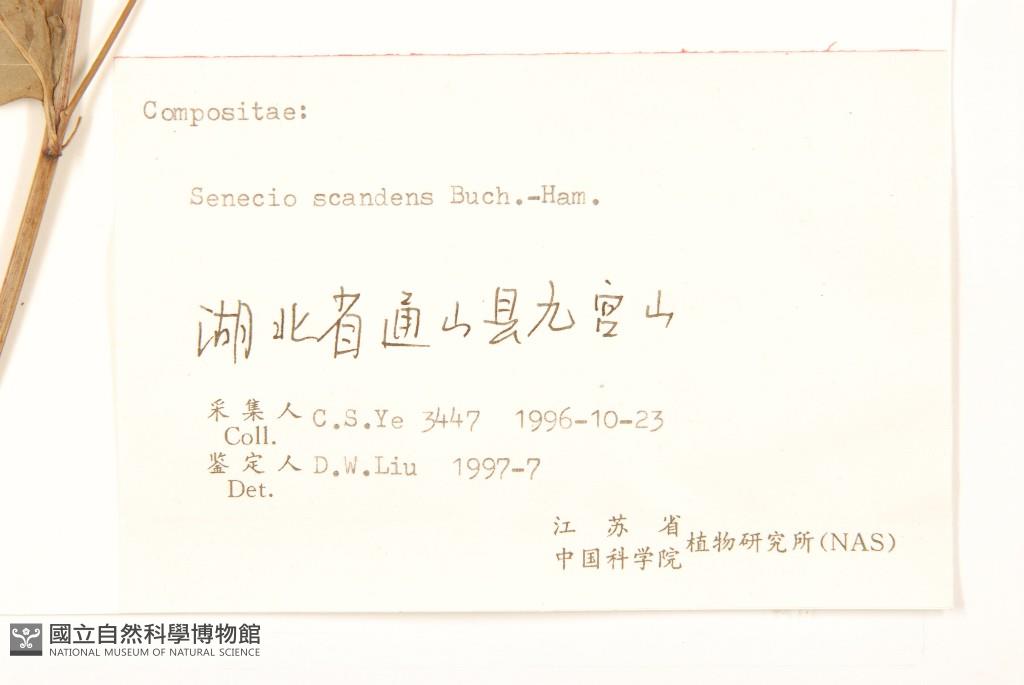 Compositae:
Senecio scandens Buch.-Ham.
湖北省通山县九宫山
采集人 C.S.Ye 3447 1996-10-23
Coll.
鉴定人 D.W.Liu 1997-7
Det.
江苏省
中国科学院 植物研究所(NAS)
國立自然科學博物館
NATIONAL MUSEUM OF NATURAL SCIENCE